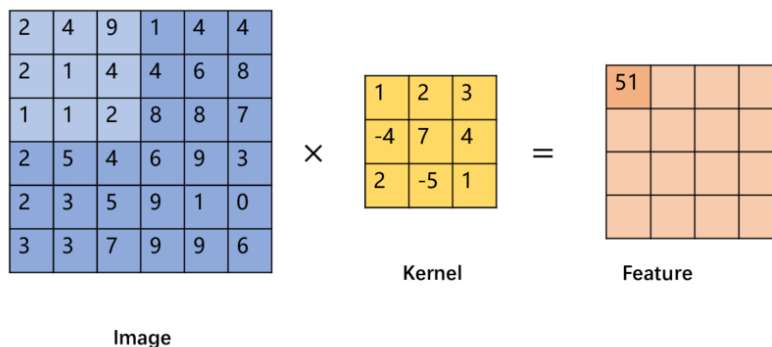 2 4 9 1 4 4
2 1 4 4 6 8
1 1 2 8 8 7
2 5 4 6 9 3
2 3 5 9 1 0
3 3 7 9 9 6
×
1 2 3
-4 7 4
2 -5 1
=
51
Kernel
Feature
Image